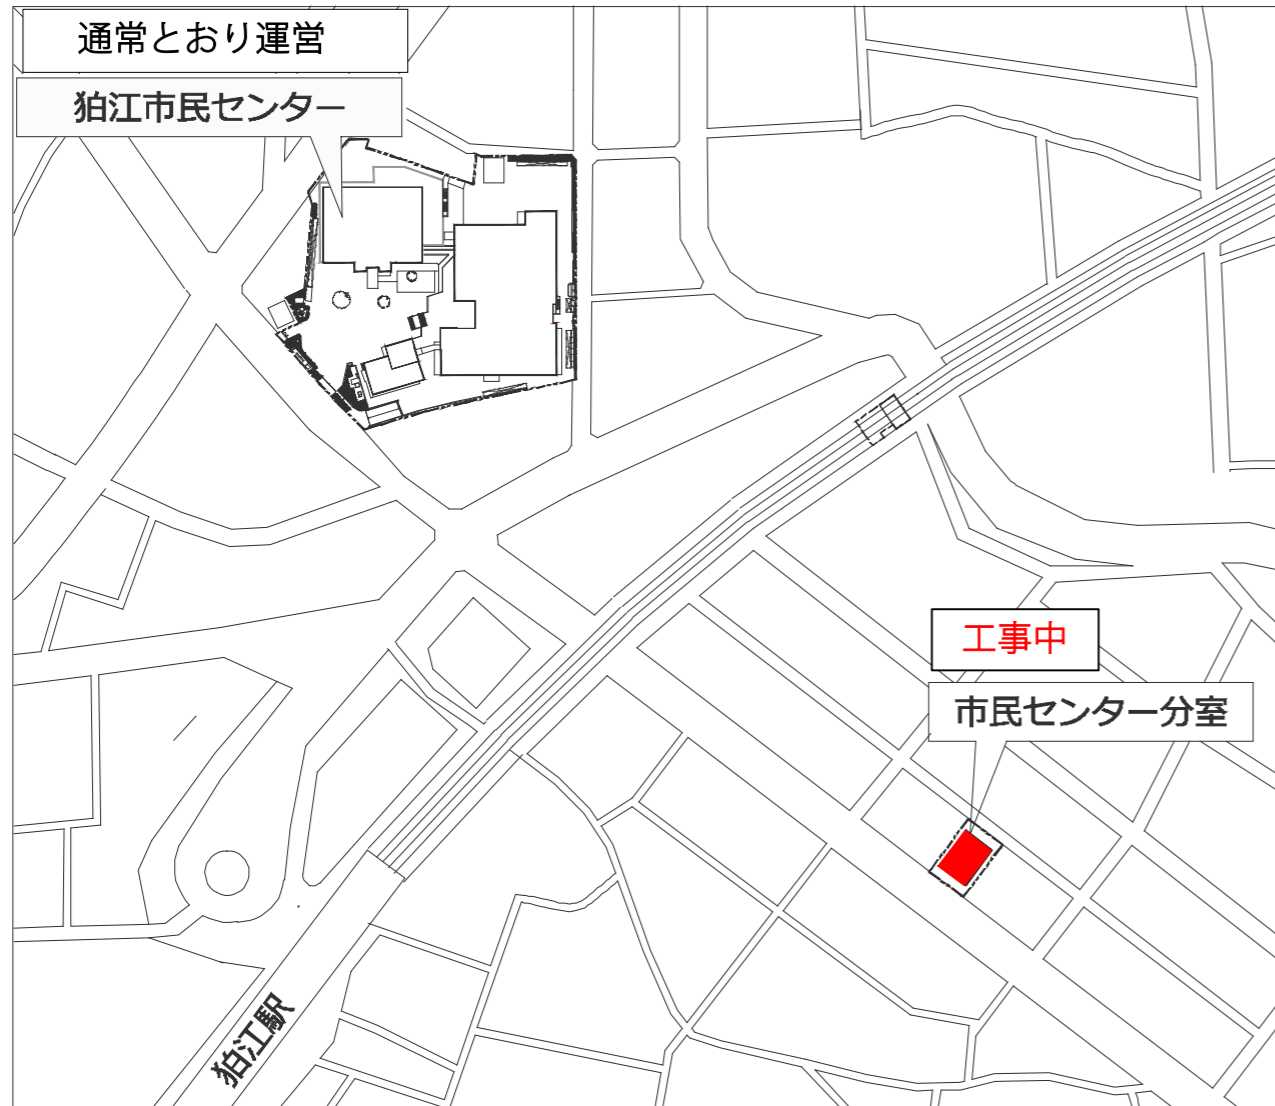 通常とおり運営
狛江市民センター
工事中
市民センター分室
狛江駅